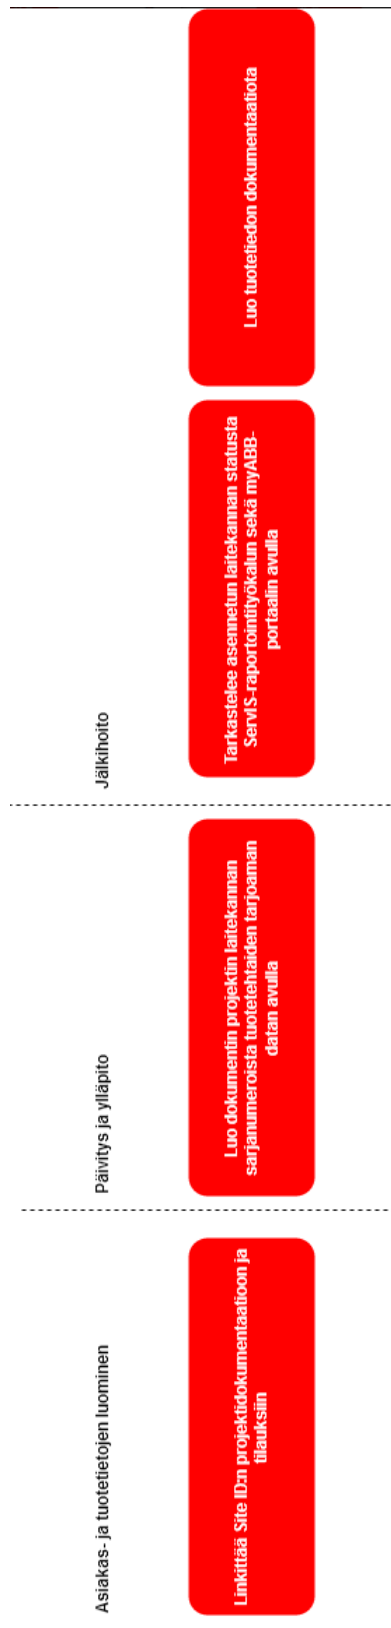 Asiakas- ja tuotetietojen luominen
Linkittää Site ID:n projektidokumentaatioon ja
tilauksiin
Päivitys ja ylläpito
Luo dokumentin projektin laitekannan
sarjanumeroista tuotetehtaiden tarjoaman
datan avulla
Jälkihoito
Tarkastelee asennetun laitekannan statusta
ServIS-raportointityökalun sekä myABB-
portaalin avulla
Luo tuotetiedon dokumentaatiota